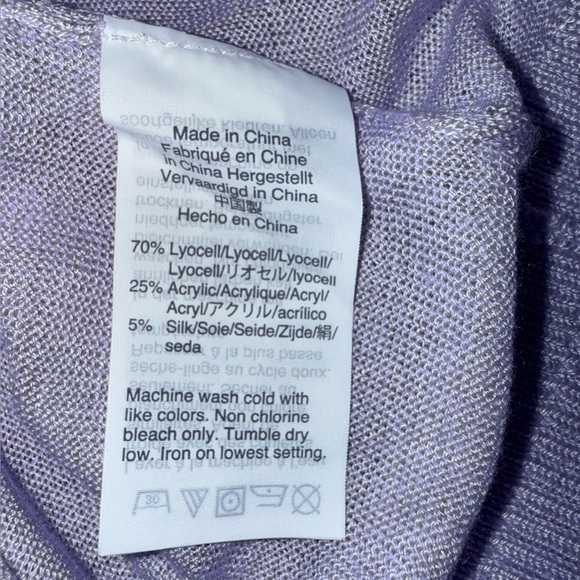 Made in China
Fabriqué en Chine
in China Hergestellt
Vervaardigd in China
中国製
Hecho en China
70% Lyocell/Lyocell/Lyocell/
Lyocell/リオセル/lyocell
25% Acrylic/Acrylique/Acryl/
Acryl/アクリル/acrílico
5% Silk/Soie/Seide/Zijde/絹/
seda
Machine wash cold with
like colors. Non chlorine
bleach only. Tumble dry
low. Iron on lowest setting.
30